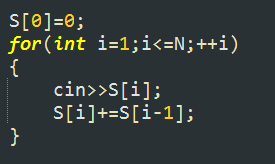 S[0]=0;
for(int i=1;i<=N;++i)
{
    cin>>S[i];
    S[i]+=S[i-1];
}